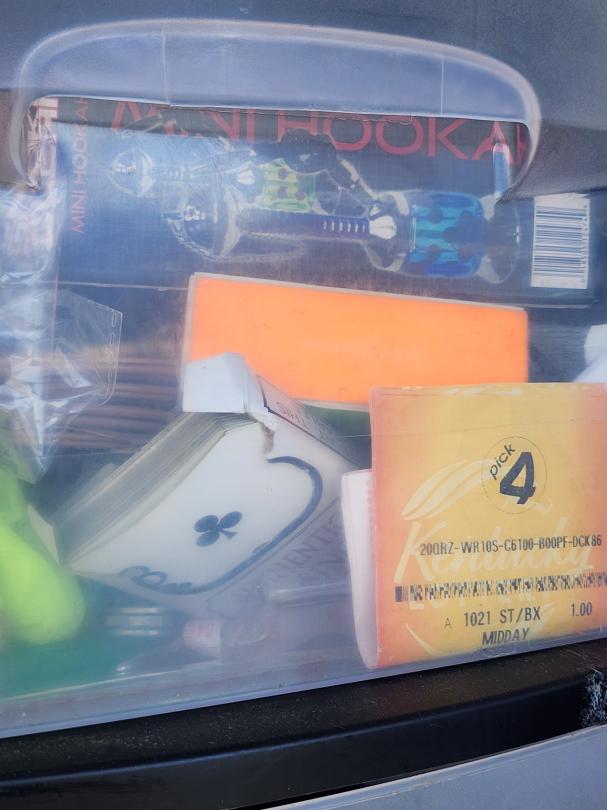 MINI HOOKAH
MINI HOOKAH
pick
4
Kentucky
200RZ-WR10S-C6100-B00PF-DCK86
A 1021 ST/BX 1.00
MIDDAY